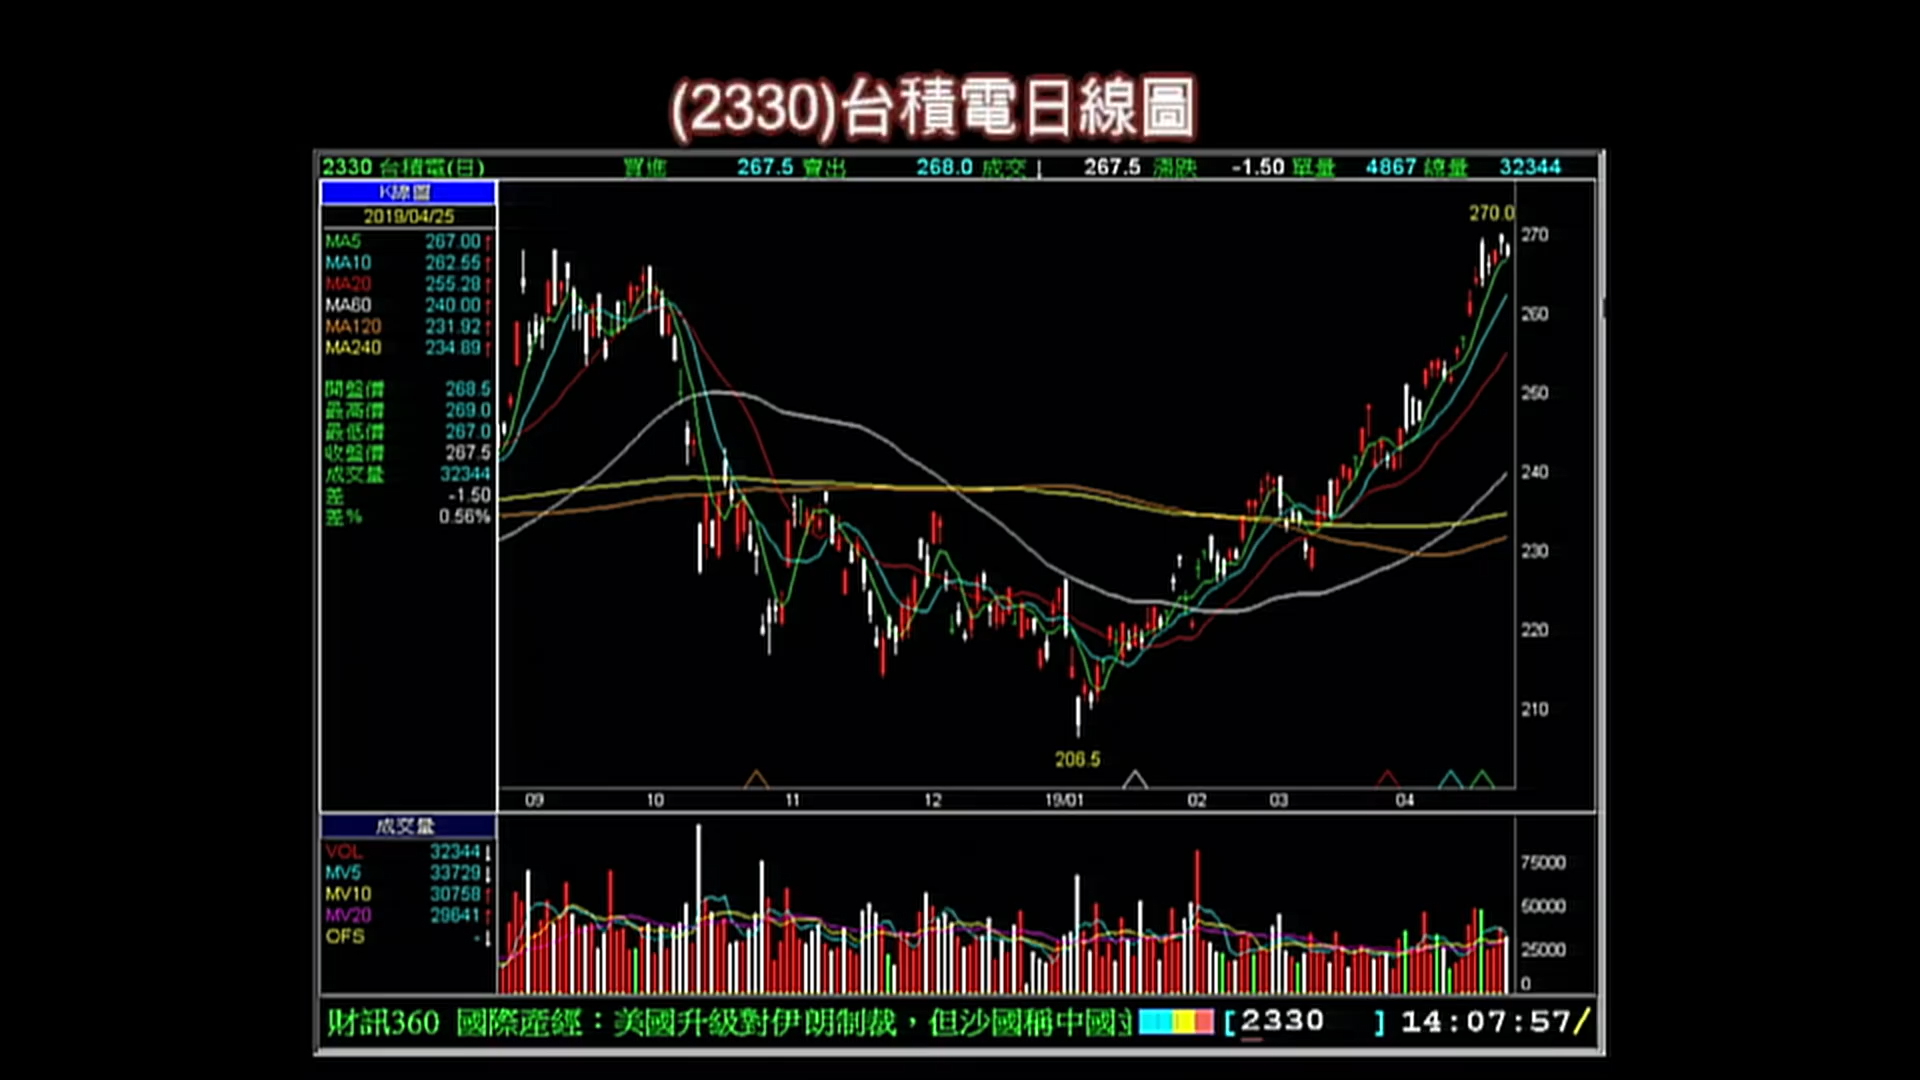 (2330)台積電日線圖
2330 台積電(日) 買進 267.5 賣出 268.0 成交↓ 267.5 漲跌 -1.50 單量 4867 總量 32344
K線圖
2019/04/25
MA5 267.00↑
MA10 262.55↑
MA20 255.28↑
MA60 240.00↑
MA120 231.92↑
MA240 234.89↑
開盤價 268.5
最高價 269.0
最低價 267.0
收盤價 267.5
成交量 32344
差 -1.50
差% 0.56%
270.0
270
260
250
240
230
220
210
206.5
09 10 11 12 19/01 02 03 04
成交量
VOL 32344↓
MV5 33729↓
MV10 30758↑
MV20 29641↑
OFS -↓
75000
50000
25000
0
財訊360 國際產經：美國升級對伊朗制裁，但沙國稱中國 [2330 ] 14:07:57/